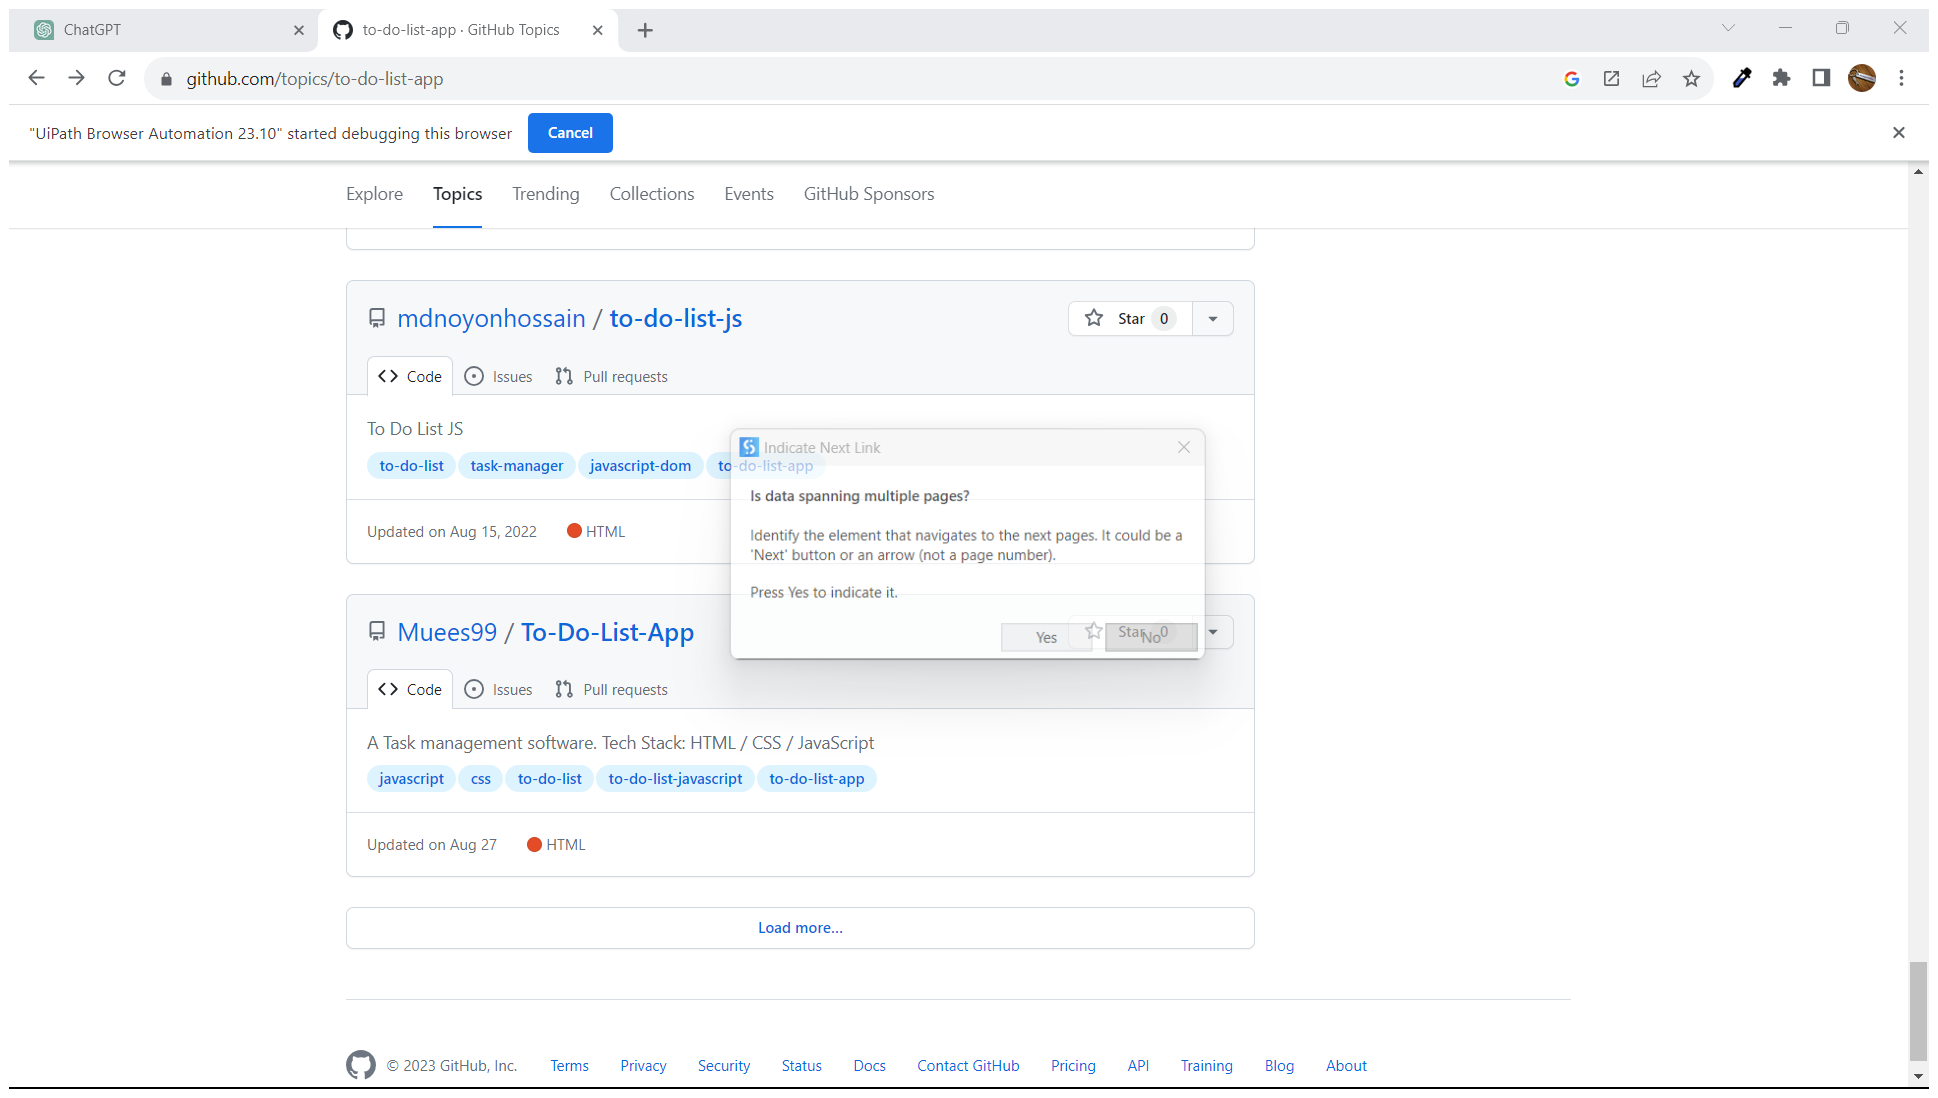 ChatGPT
to-do-list-app · GitHub Topics
github.com/topics/to-do-list-app
"UiPath Browser Automation 23.10" started debugging this browser
Cancel
Explore Topics Trending Collections Events GitHub Sponsors
mdnoyonhossain / to-do-list-js
Star 0
Code Issues Pull requests
To Do List JS
to-do-list task-manager javascript-dom to-do-list-app
Updated on Aug 15, 2022 HTML
Indicate Next Link
Is data spanning multiple pages?
Identify the element that navigates to the next pages. It could be a
'Next' button or an arrow (not a page number).
Press Yes to indicate it.
Yes No
Muees99 / To-Do-List-App
Star 0
Code Issues Pull requests
A Task management software. Tech Stack: HTML / CSS / JavaScript
javascript css to-do-list to-do-list-javascript to-do-list-app
Updated on Aug 27 HTML
Load more...
© 2023 GitHub, Inc. Terms Privacy Security Status Docs Contact GitHub Pricing API Training Blog About